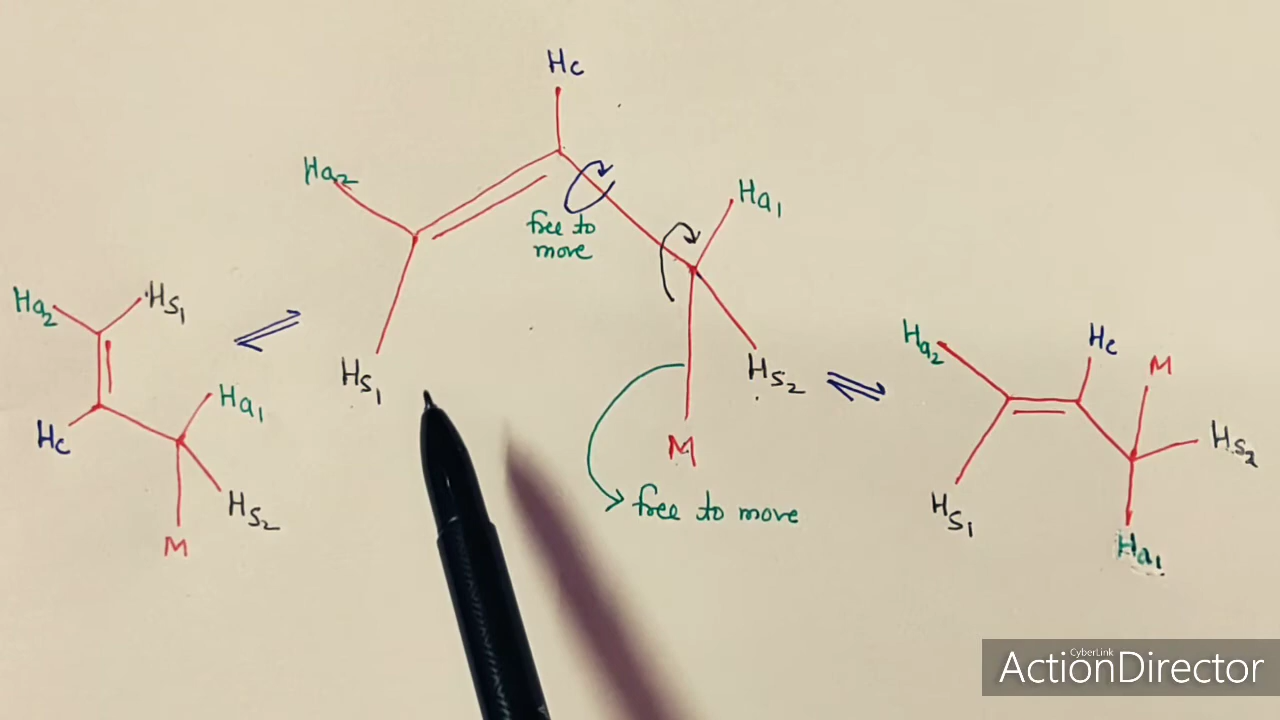 Hc
Ha2
Ha1
free to
move
Ha2
HS1
HS1
HS2
Ha2
Hc
M
Ha1
Hc
HS2
M
M
free to move
HS2
HS1
Ha1
CyberLink
ActionDirector